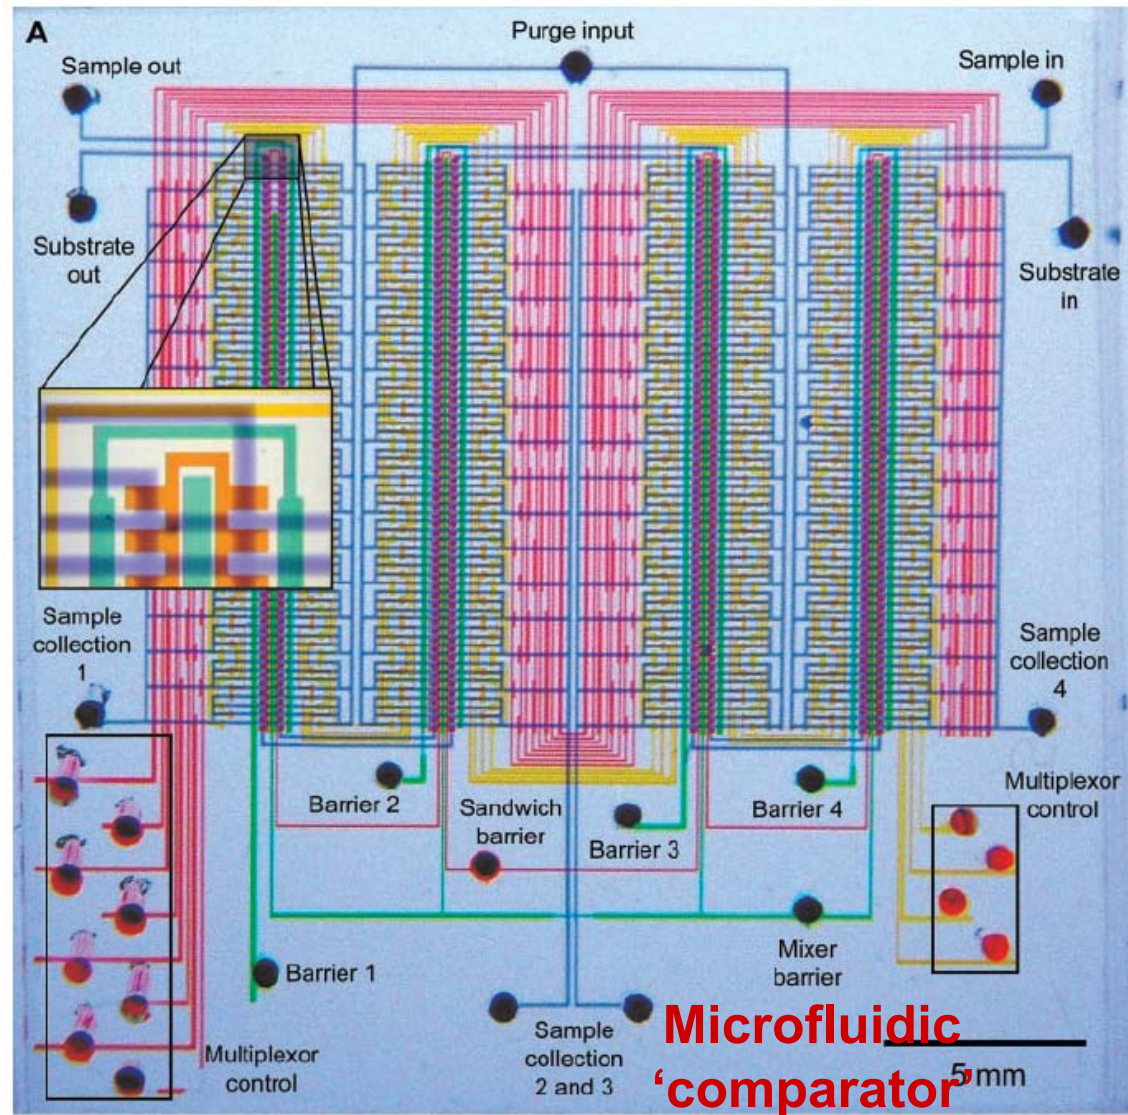 A
Purge input
Sample out
Sample in
Substrate
out
Substrate
in
Sample
collection
1
Sample
collection
4
Barrier 2
Sandwich
barrier
Barrier 3
Barrier 4
Multiplexor
control
Barrier 1
Mixer
barrier
Multiplexor
control
Sample
collection
2 and 3
Microfluidic
‘comparator’
5 mm